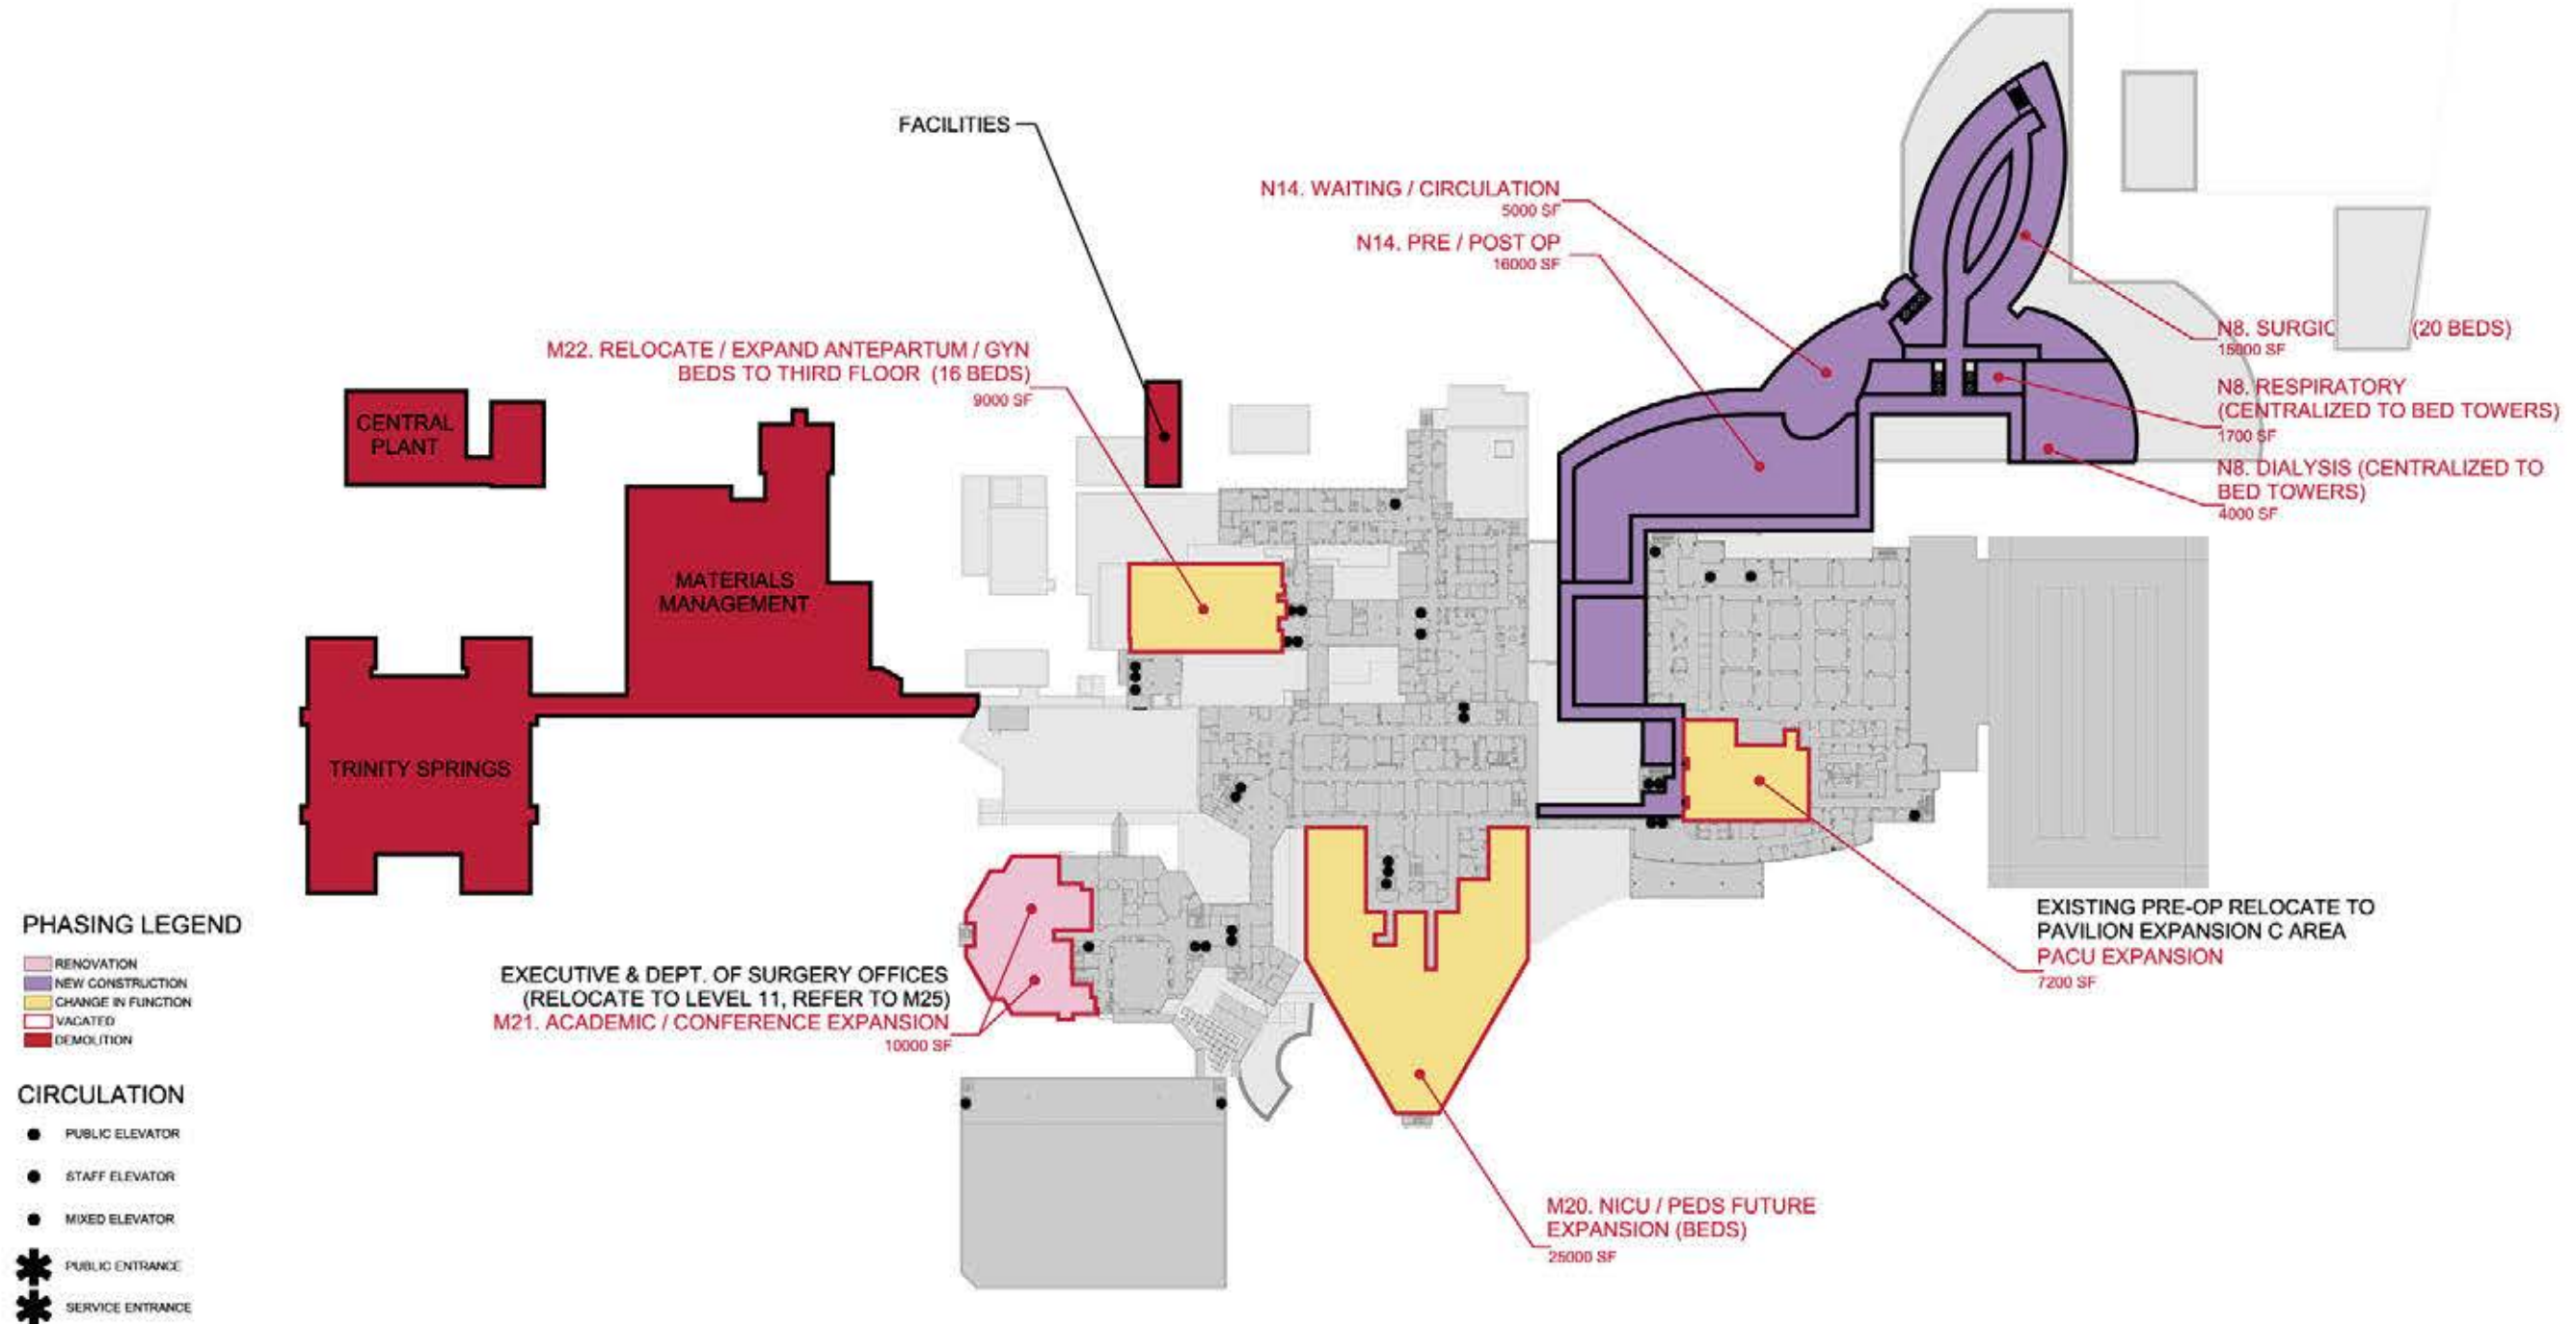 FACILITIES
N14. WAITING / CIRCULATION
5000 SF
N14. PRE / POST OP
16000 SF
M22. RELOCATE / EXPAND ANTEPARTUM / GYN
BEDS TO THIRD FLOOR (16 BEDS)
9000 SF
N8. (20 BEDS)
15000 SF
N8. RESPIRATORY
(CENTRALIZED TO BED TOWERS)
1700 SF
N8. DIALYSIS (CENTRALIZED TO
BED TOWERS)
4000 SF
CENTRAL
PLANT
MATERIALS
MANAGEMENT
TRINITY SPRINGS
EXISTING PRE-OP RELOCATE TO
PAVILION EXPANSION C AREA
PACU EXPANSION
7200 SF
EXECUTIVE & DEPT. OF SURGERY OFFICES
(RELOCATE TO LEVEL 11, REFER TO M25)
M21. ACADEMIC / CONFERENCE EXPANSION
10000 SF
M20. NICU / PEDS FUTURE
EXPANSION (BEDS)
25000 SF
PHASING LEGEND
RENOVATION
NEW CONSTRUCTION
CHANGE IN FUNCTION
VACATED
DEMOLITION
CIRCULATION
PUBLIC ELEVATOR
STAFF ELEVATOR
MIXED ELEVATOR
PUBLIC ENTRANCE
SERVICE ENTRANCE